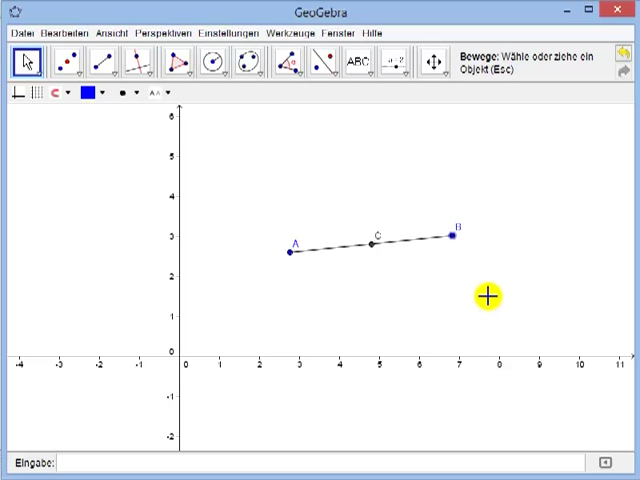 GeoGebra
Datei Bearbeiten Ansicht Perspektiven Einstellungen Werkzeuge Fenster Hilfe
ABC
a=2
Bewege: Wähle oder ziehe ein
Objekt (Esc)
AA
6
5
4
3
2
1
0
-1
-2
A
C
B
-4 -3 -2 -1 0 1 2 3 4 5 6 7 8 9 10 11
Eingabe: